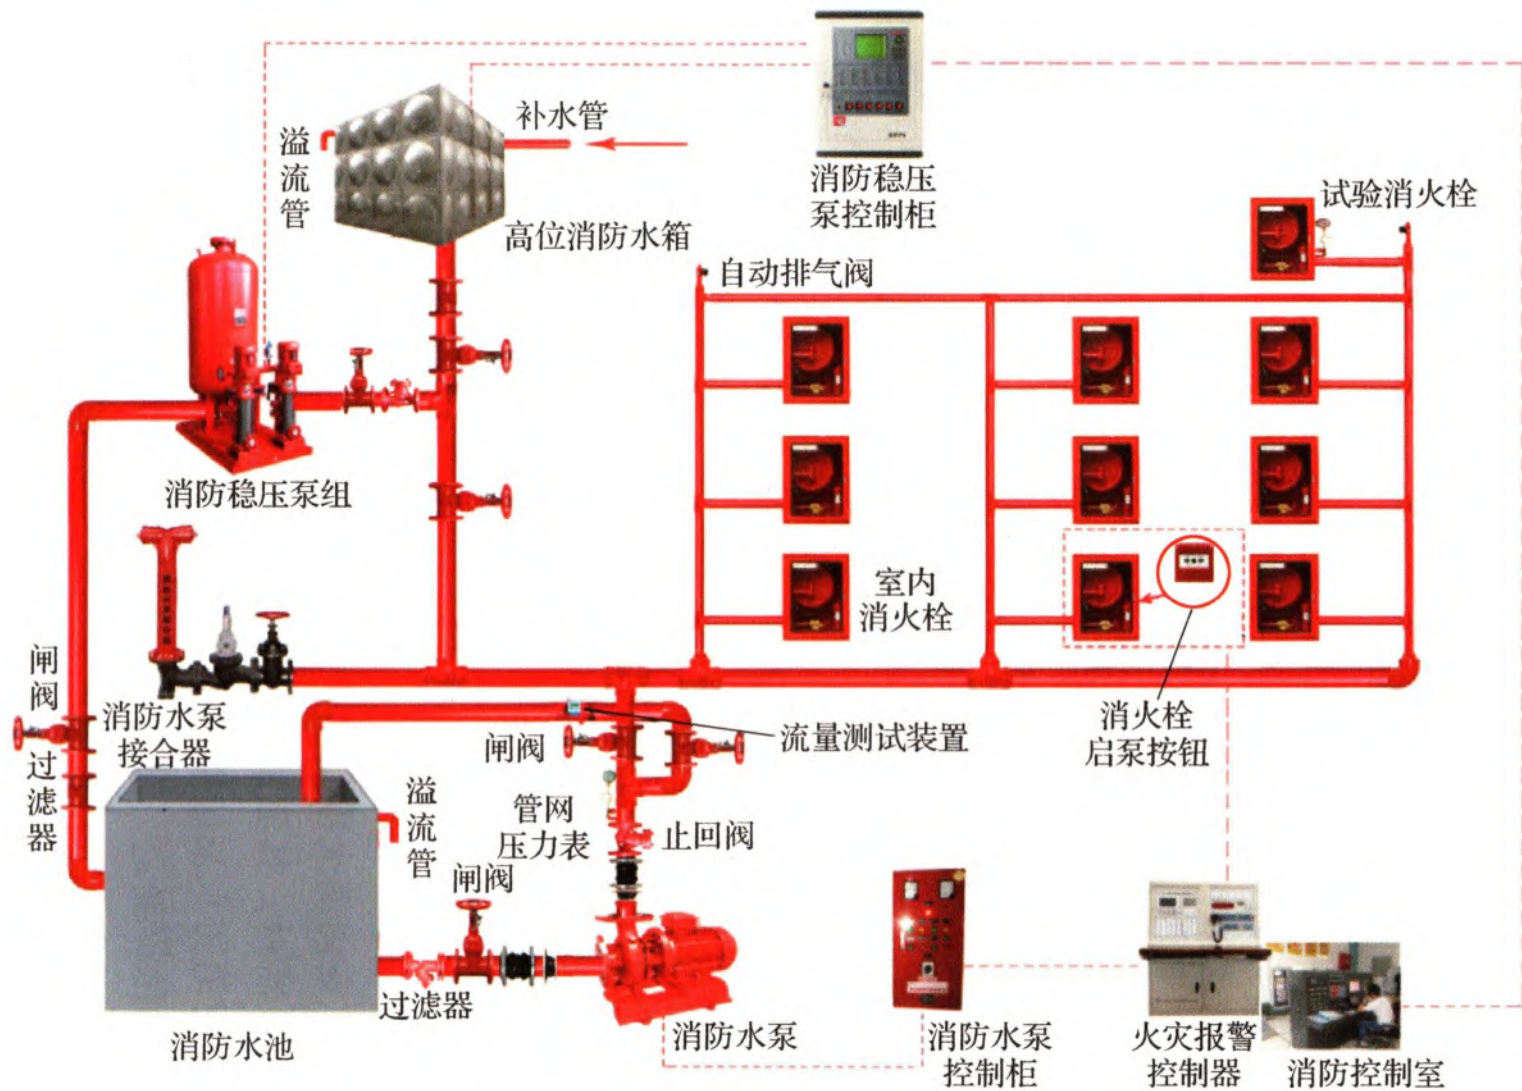 补水管
溢流管
消防稳压
泵控制柜
试验消火栓
高位消防水箱
自动排气阀
消防稳压泵组
室内
消火栓
闸阀
消防水泵
接合器
过滤器
闸阀
流量测试装置
消火栓
启泵按钮
溢流管
管网
压力表
止回阀
闸阀
过滤器
消防水池
消防水泵
消防水泵
控制柜
火灾报警
控制器
消防控制室